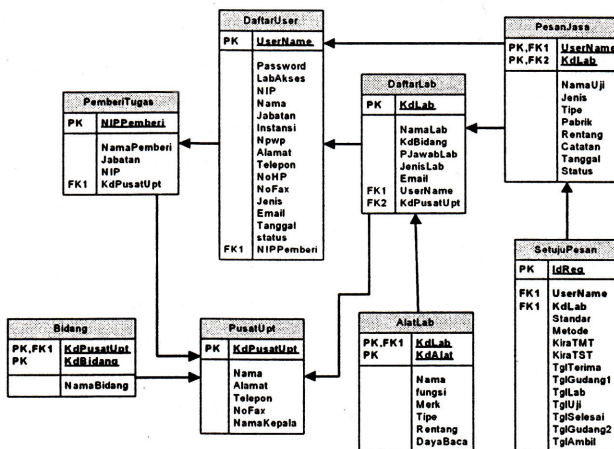 DaftarUser
PK UserName
Password
LabAkses
NIP
Nama
Jabatan
Instansi
Npwp
Alamat
Telepon
NoHP
NoFax
Jenis
Email
Tanggal
status
FK1 NIPPemberi
PesanJasa
PK,FK1 UserName
PK,FK2 KdLab
NamaUji
Jenis
Tipe
Pabrik
Rentang
Catatan
Tanggal
Status
DaftarLab
PK KdLab
NamaLab
KdBidang
PJawabLab
JenisLab
Email
FK1 UserName
FK2 KdPusatUpt
PemberiTugas
PK NIPPemberi
NamaPemberi
Jabatan
NIP
FK1 KdPusatUpt
SetujuPesan
PK IdReg
FK1 UserName
FK1 KdLab
Standar
Metode
KiraTMT
KiraTST
TglTerima
TglGudang1
TglLab
TglUji
TglSelesai
TglGudang2
TglAmbil
Bidang
PK,FK1 KdPusatUpt
PK KdBidang
NamaBidang
PusatUpt
PK KdPusatUpt
Nama
Alamat
Telepon
NoFax
NamaKepala
AlatLab
PK,FK1 KdLab
PK KdAlat
Nama
fungsi
Merk
Tipe
Rentang
DayaBaca